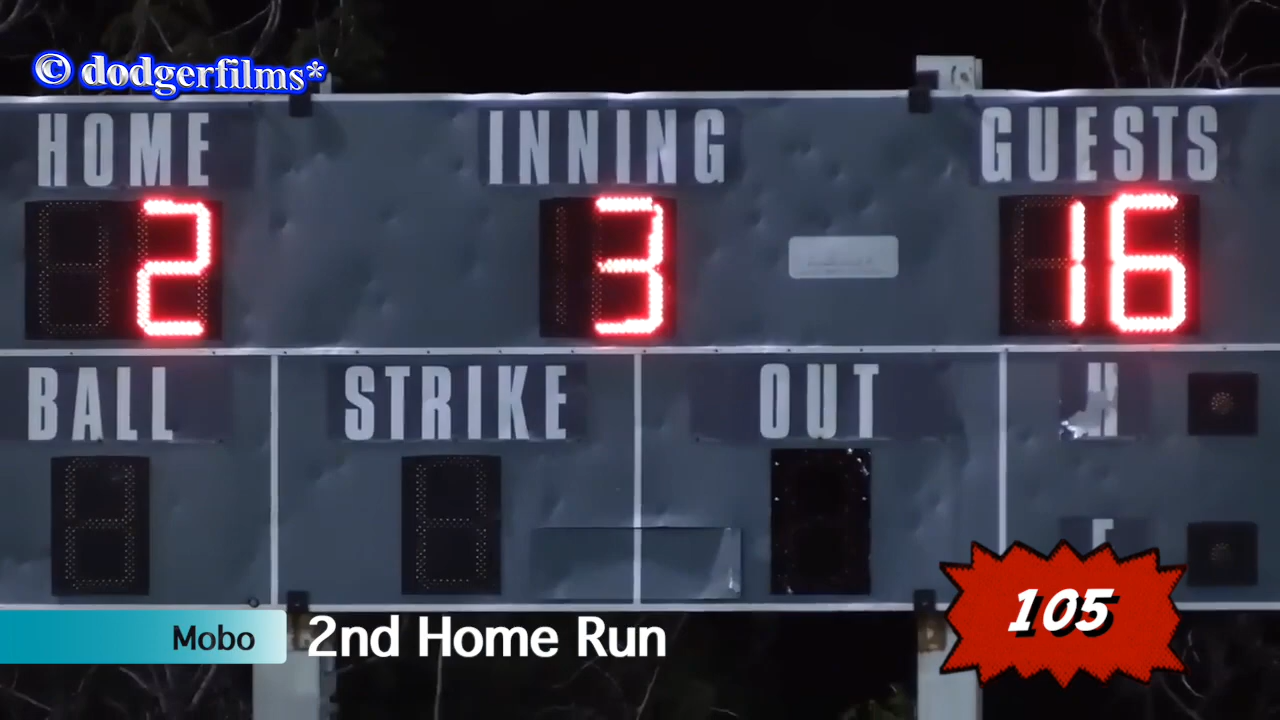 © dodgerfilms*
HOME INNING GUESTS
2 3 16
BALL STRIKE OUT H
E
105
Mobo 2nd Home Run